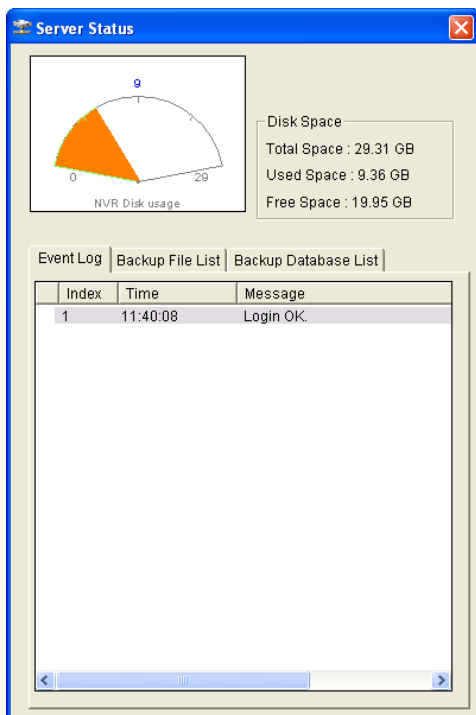 Server Status
9
0
29
NVR Disk usage
Disk Space
Total Space : 29.31 GB
Used Space : 9.36 GB
Free Space : 19.95 GB
Event Log Backup File List Backup Database List
Index Time Message
1 11:40:08 Login OK.